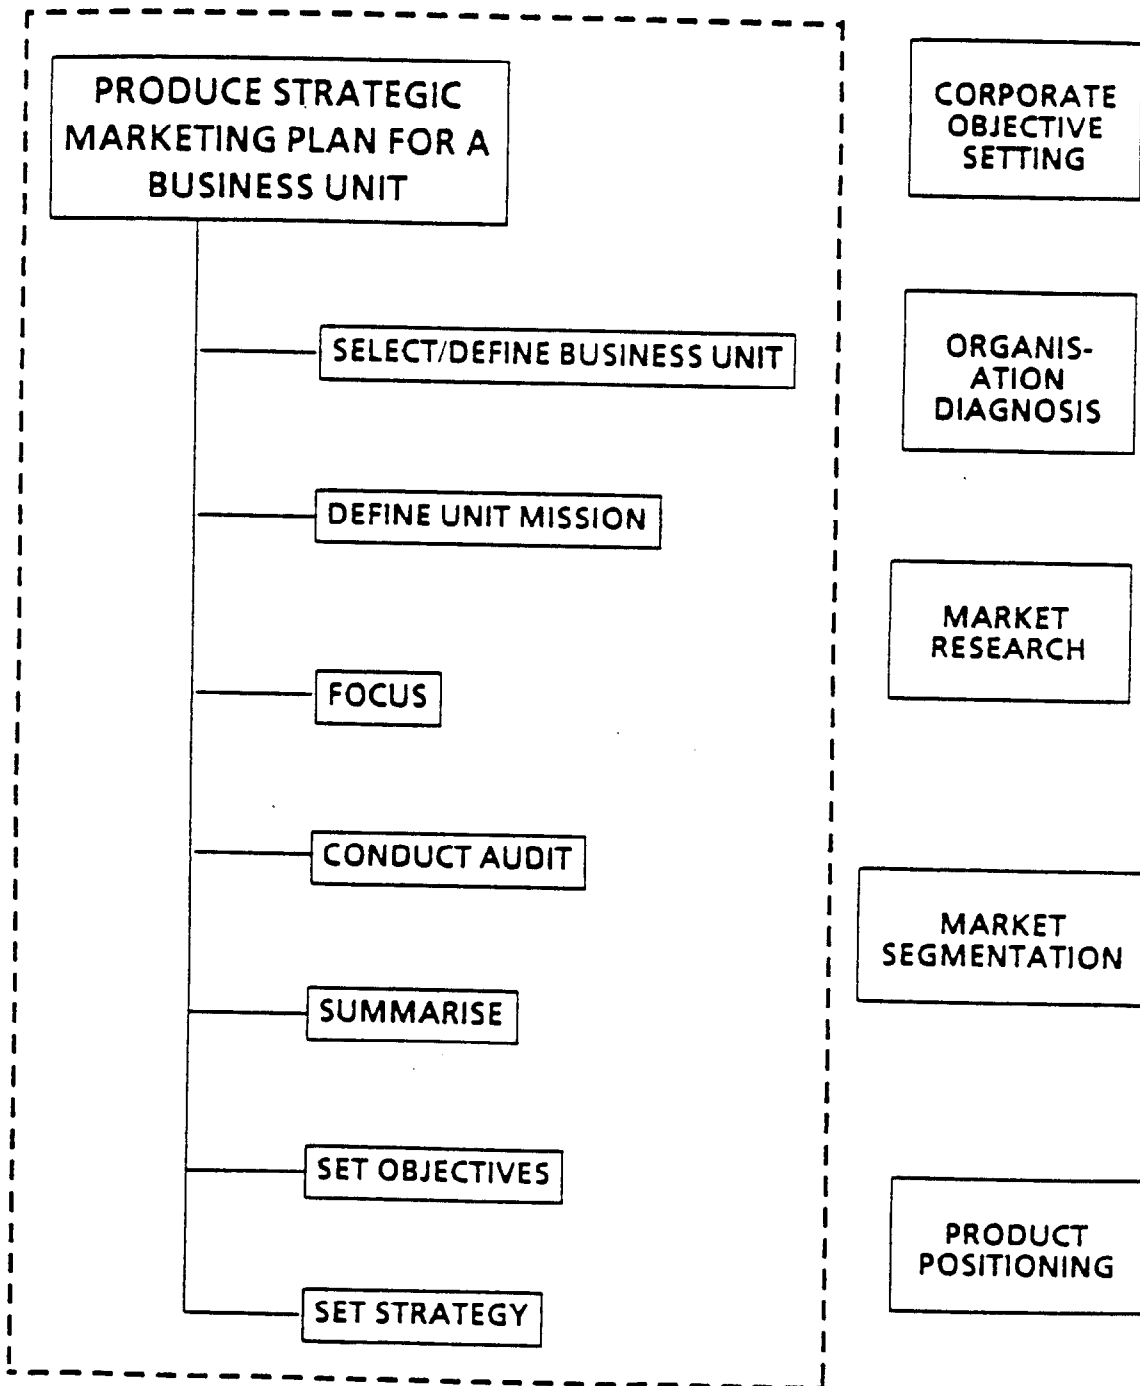 PRODUCE STRATEGIC
MARKETING PLAN FOR A
BUSINESS UNIT
SELECT/DEFINE BUSINESS UNIT
DEFINE UNIT MISSION
FOCUS
CONDUCT AUDIT
SUMMARISE
SET OBJECTIVES
SET STRATEGY
CORPORATE
OBJECTIVE
SETTING
ORGANIS-
ATION
DIAGNOSIS
MARKET
RESEARCH
MARKET
SEGMENTATION
PRODUCT
POSITIONING